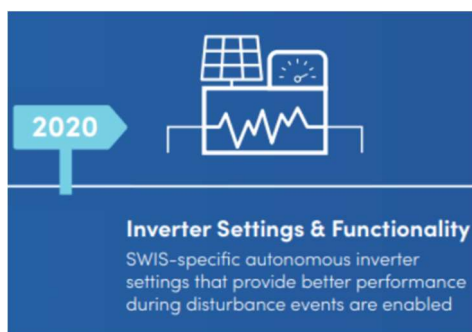 2020
Inverter Settings & Functionality
SWIS-specific autonomous inverter
settings that provide better performance
during disturbance events are enabled